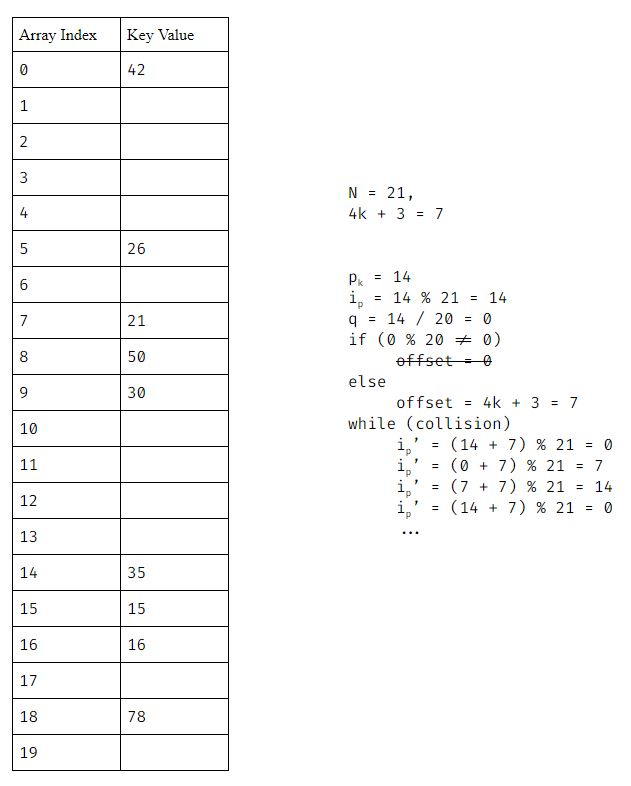 Array Index Key Value
0 42
1
2
3
4
5 26
6
7 21
8 50
9 30
10
11
12
13
14 35
15 15
16 16
17
18 78
19
N = 21,
4k + 3 = 7
pₖ = 14
iₚ = 14 % 21 = 14
q = 14 / 20 = 0
if (0 % 20 ≠ 0)
offset = 0
else
offset = 4k + 3 = 7
while (collision)
iₚ’ = (14 + 7) % 21 = 0
iₚ’ = (0 + 7) % 21 = 7
iₚ’ = (7 + 7) % 21 = 14
iₚ’ = (14 + 7) % 21 = 0
...